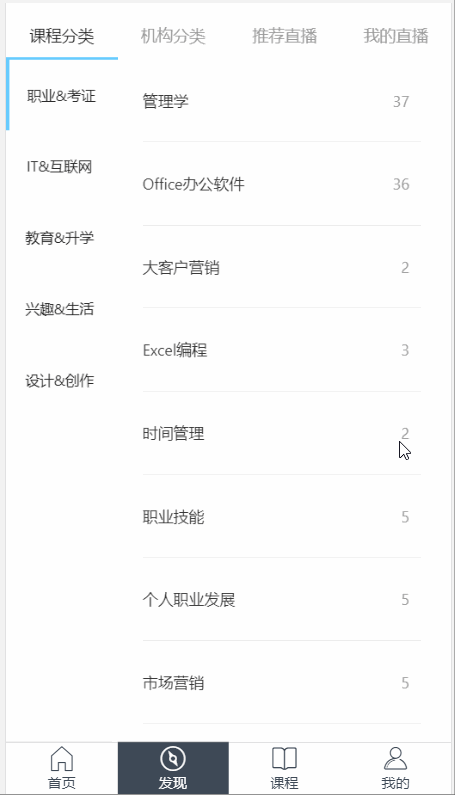 课程分类 机构分类 推荐直播 我的直播
职业&考证
IT&互联网
教育&升学
兴趣&生活
设计&创作
管理学 37
Office办公软件 36
大客户营销 2
Excel编程 3
时间管理 2
职业技能 5
个人职业发展 5
市场营销 5
首页 发现 课程 我的